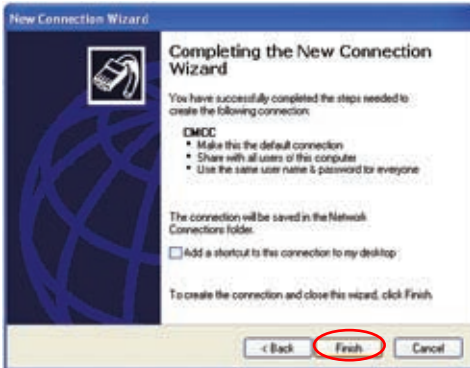 New Connection Wizard
Completing the New Connection
Wizard
You have successfully completed the steps needed to
create the following connection:
CMCC
• Make this the default connection
• Share with all users of this computer
• Use the same user name & password for everyone
The connection will be saved in the Network
Connections folder.
Add a shortcut to this connection to my desktop
To create the connection and close this wizard, click Finish.
< Back
Finish
Cancel